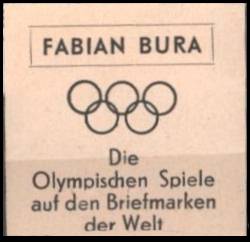 FABIAN BURA
Die
Olympischen Spiele
auf den Briefmarken
der Welt